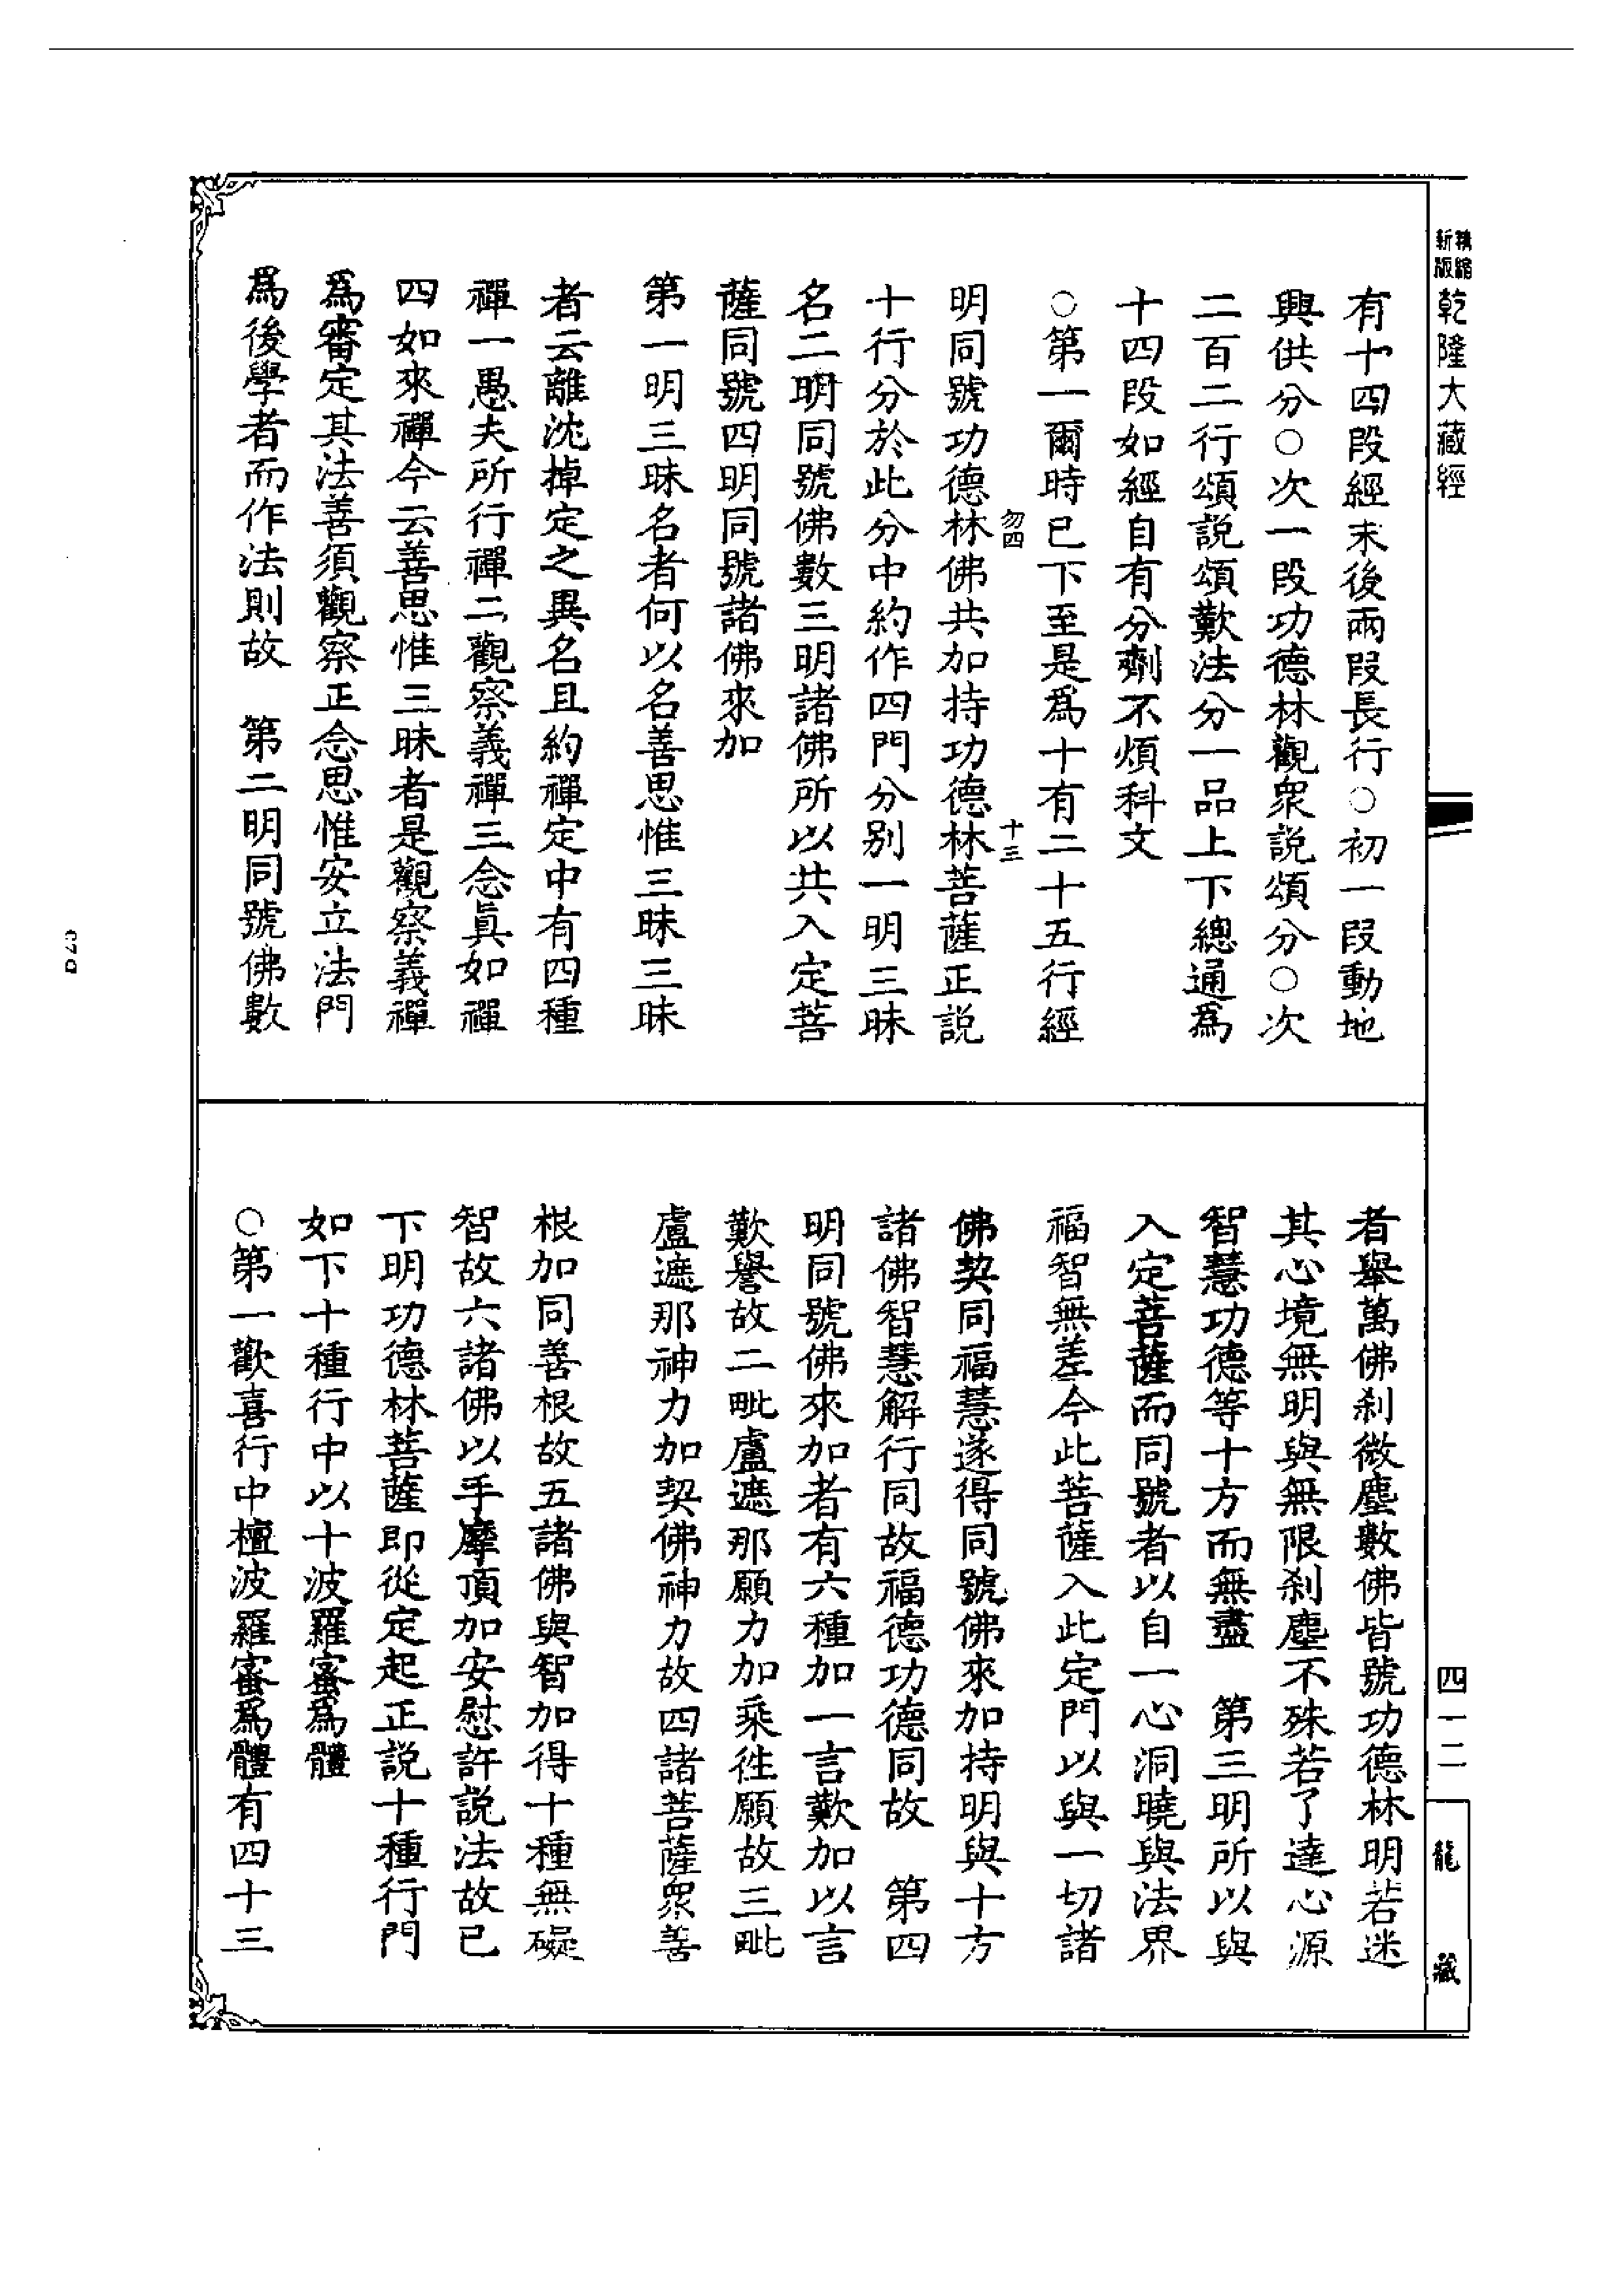 精縮
新版
乾隆大藏經
有十四段經末後兩段長行○初一段動地
興供分○次一段功德林觀衆説頌分○次
二百二行頌説頌歎法分一品上下總通爲
十四段如經自有分劑不煩科文
○第一爾時已下至是爲十有二十五行經
勿四
十三
明同號功德林佛共加持功德林菩薩正説
十行分於此分中約作四門分别一明三昧
名二明同號佛數三明諸佛所以共入定菩
薩同號四明同號諸佛來加
第一明三昧名者何以名善思惟三昧三昧
者云離沈掉定之異名且約禪定中有四種
禪一愚夫所行禪二觀察義禪三念眞如禪
四如來禪今云善思惟三昧者是觀察義禪
爲審定其法善須觀察正念思惟安立法門
爲後學者而作法則故　第二明同號佛數
者舉萬佛刹微塵數佛皆號功德林明若迷
其心境無明與無限刹塵不殊若了達心源
智慧功德等十方而無盡　第三明所以與
入定菩薩而同號者以自一心洞曉與法界
福智無差今此菩薩入此定門以與一切諸
佛契同福慧遂得同號佛來加持明與十方
諸佛智慧解行同故福德功德同故　第四
明同號佛來加者有六種加一言歎加以言
歎譽故二毗盧遮那願力加乘徃願故三毗
盧遮那神力加契佛神力故四諸菩薩衆善
根加同善根故五諸佛與智加得十種無礙
智故六諸佛以手摩頂加安慰許説法故已
下明功德林菩薩即從定起正説十種行門
如下十種行中以十波羅蜜爲體
○第一歡喜行中檀波羅蜜爲體有四十三
四一二
龍藏